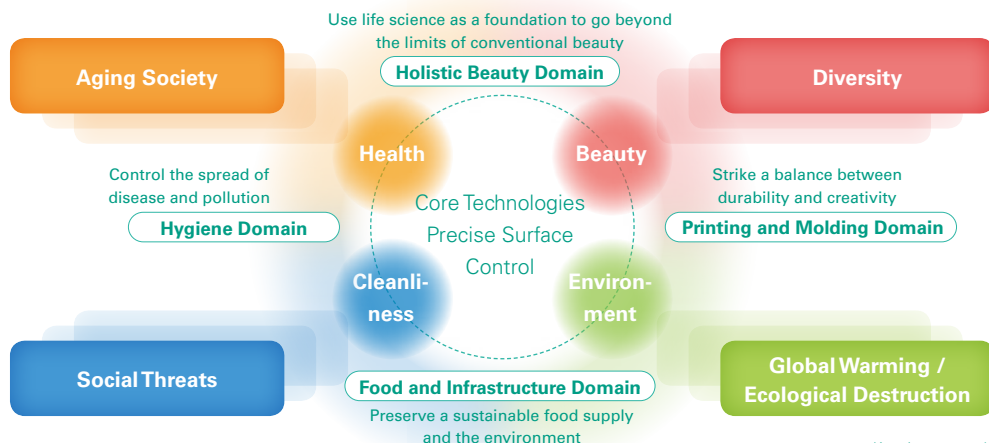 Use life science as a foundation to go beyond
the limits of conventional beauty
Holistic Beauty Domain
Aging Society
Diversity
Health
Beauty
Control the spread of
disease and pollution
Hygiene Domain
Strike a balance between
durability and creativity
Printing and Molding Domain
Core Technologies
Precise Surface
Control
Cleanli-
ness
Environ-
ment
Social Threats
Global Warming /
Ecological Destruction
Food and Infrastructure Domain
Preserve a sustainable food supply
and the environment